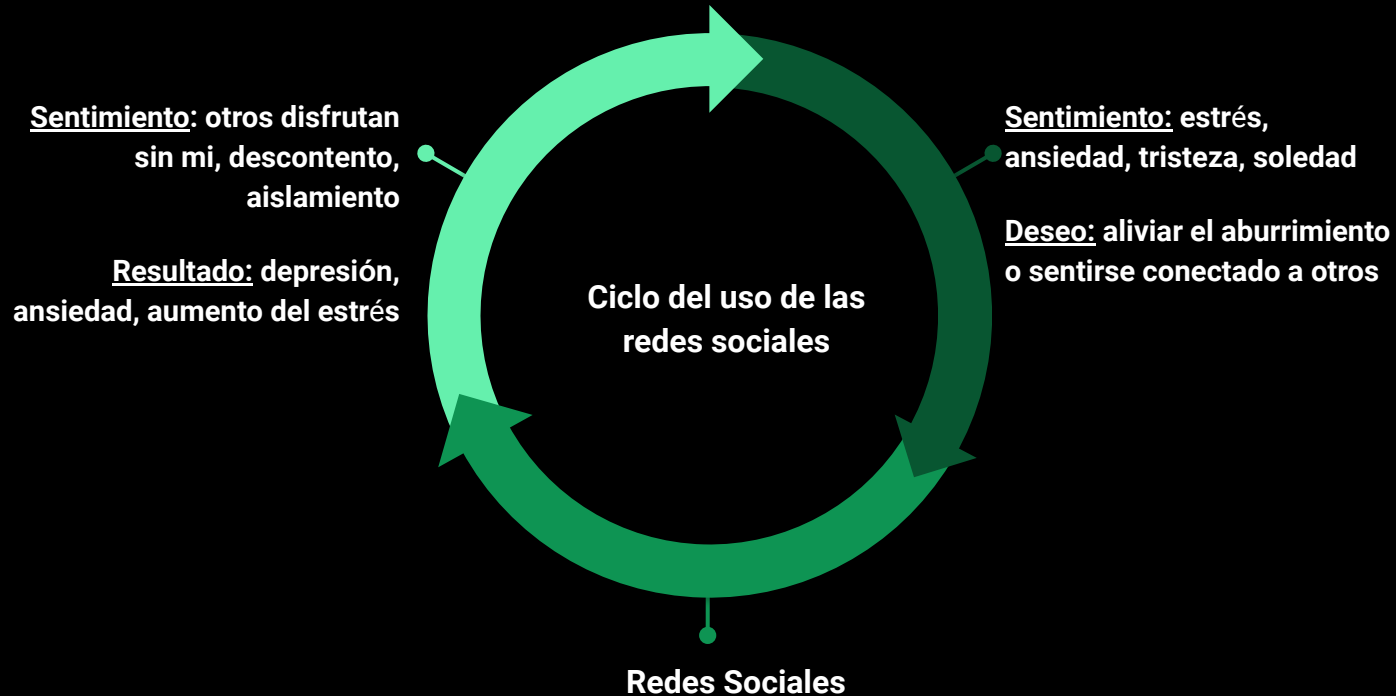 Sentimiento: otros disfrutan
sin mi, descontento,
aislamiento
Resultado: depresión,
ansiedad, aumento del estrés
Ciclo del uso de las
redes sociales
Sentimiento: estrés,
ansiedad, tristeza, soledad
Deseo: aliviar el aburrimiento
o sentirse conectado a otros
Redes Sociales